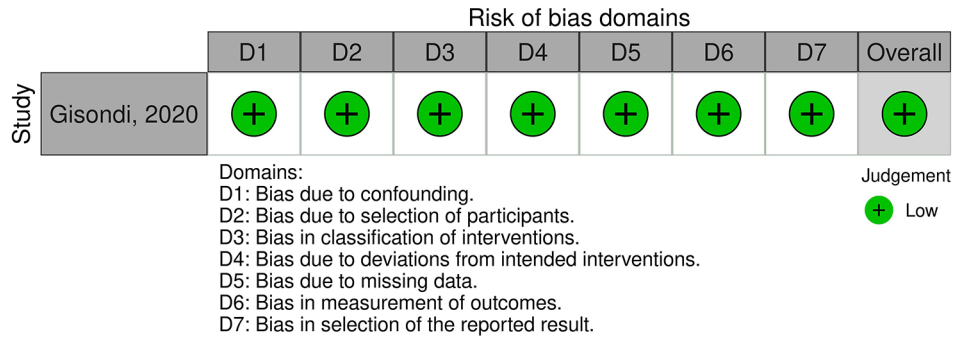 Risk of bias domains
D1 D2 D3 D4 D5 D6 D7 Overall
Study
Gisondi, 2020 + + + + + + + +
Domains:
D1: Bias due to confounding.
D2: Bias due to selection of participants.
D3: Bias in classification of interventions.
D4: Bias due to deviations from intended interventions.
D5: Bias due to missing data.
D6: Bias in measurement of outcomes.
D7: Bias in selection of the reported result.
Judgement
+ Low